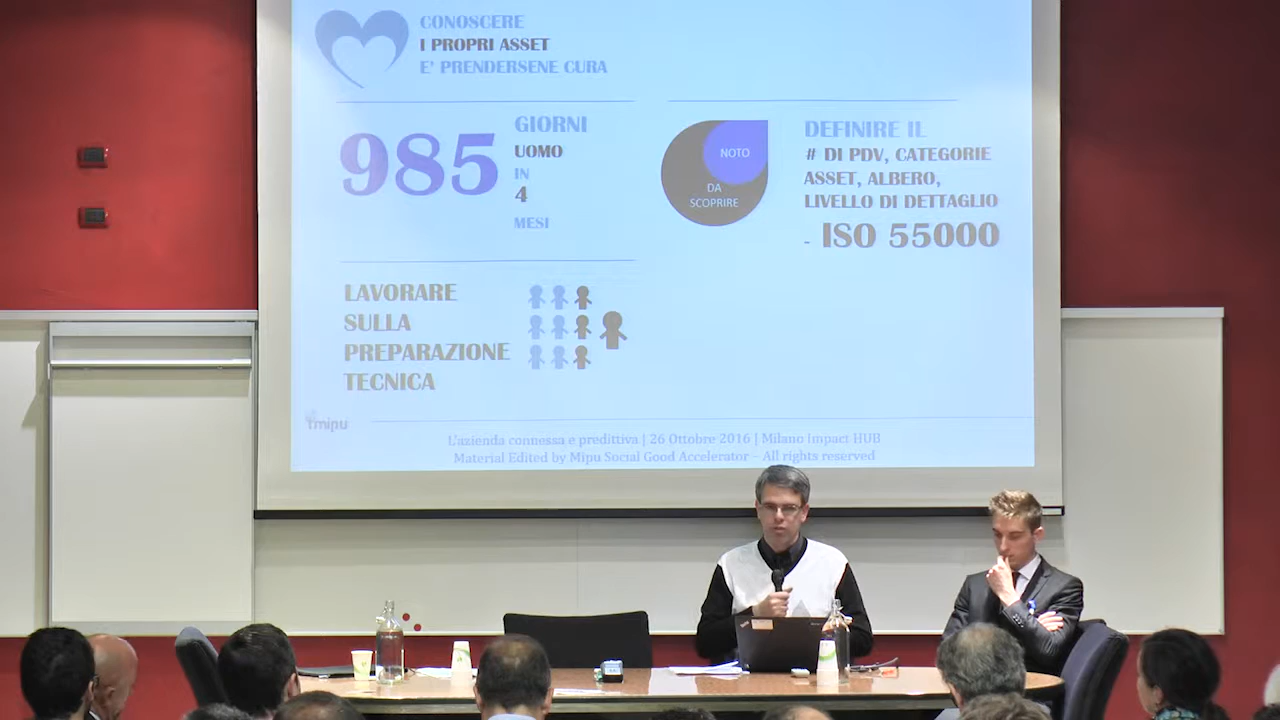 CONOSCERE
I PROPRI ASSET
E' PRENDERSENE CURA
985
GIORNI
UOMO
IN
4
MESI
NOTO
DA
SCOPRIRE
DEFINIRE IL
# DI PDV, CATEGORIE
ASSET, ALBERO,
LIVELLO DI DETTAGLIO
- ISO 55000
LAVORARE
SULLA
PREPARAZIONE
TECNICA
mipu
L'azienda connessa e predittiva | 26 Ottobre 2016 | Milano Impact HUB
Material Edited by Mipu Social Good Accelerator – All rights reserved